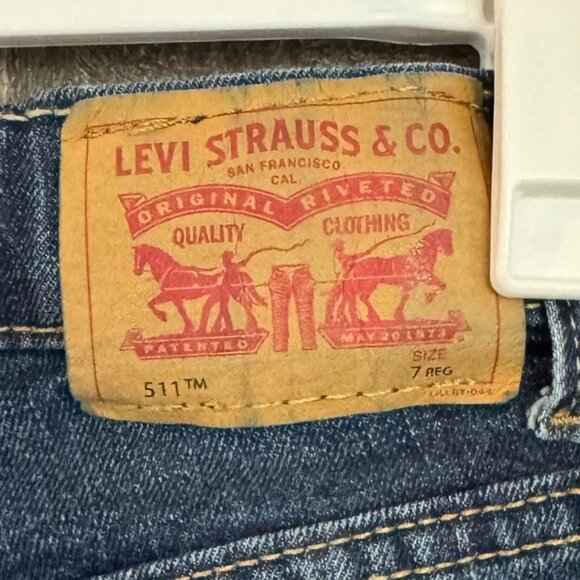 LEVI STRAUSS & CO.
SAN FRANCISCO
CAL.
ORIGINAL RIVETED
QUALITY CLOTHING
PATENTED MAY 20 1873
511™
SIZE
7 REG